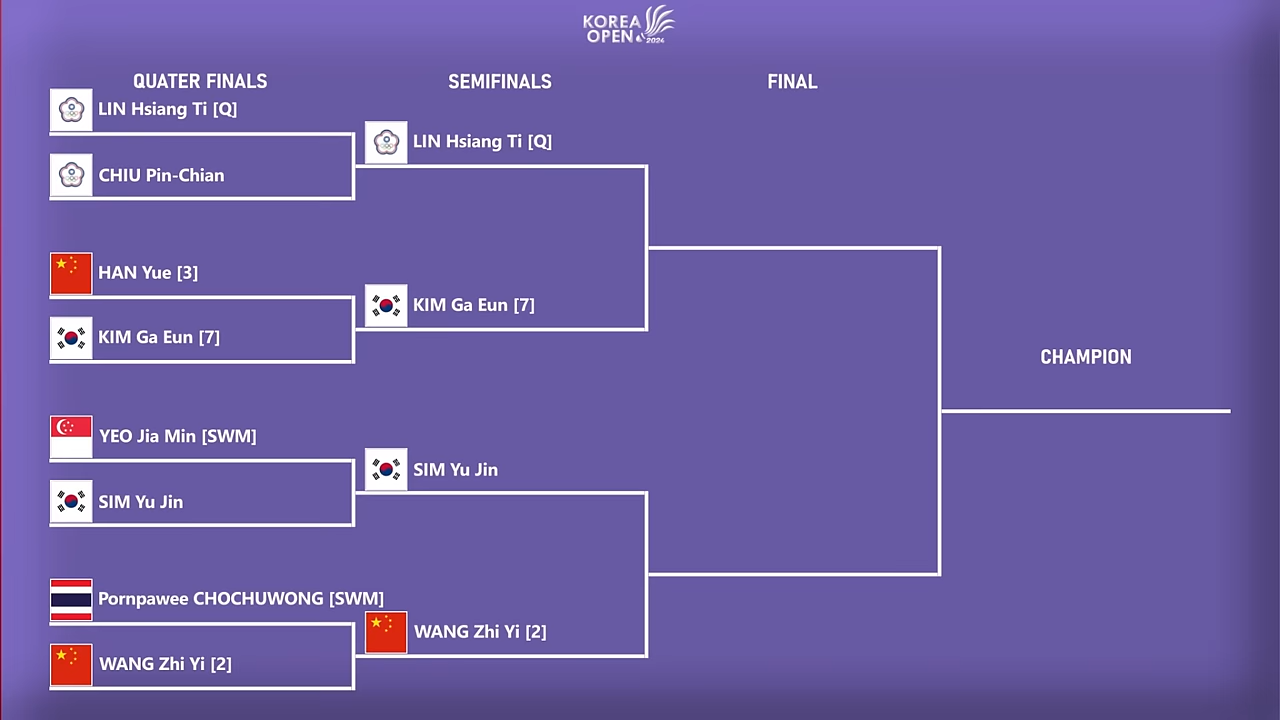 KOREA
OPEN 2024
QUATER FINALS
SEMIFINALS
FINAL
LIN Hsiang Ti [Q]
CHIU Pin-Chian
HAN Yue [3]
KIM Ga Eun [7]
YEO Jia Min [SWM]
SIM Yu Jin
Pornpawee CHOCHUWONG [SWM]
WANG Zhi Yi [2]
LIN Hsiang Ti [Q]
KIM Ga Eun [7]
SIM Yu Jin
WANG Zhi Yi [2]
CHAMPION